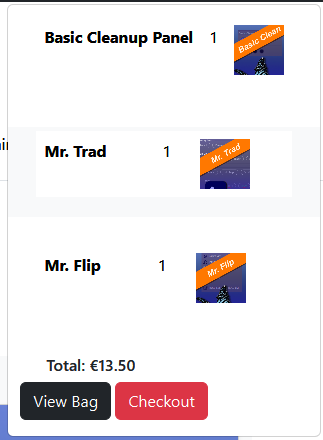 Basic Cleanup Panel 1
Basic Clean
Mr. Trad 1
Mr. Trad
Mr. Flip 1
Mr. Flip
Total: €13.50
View Bag Checkout